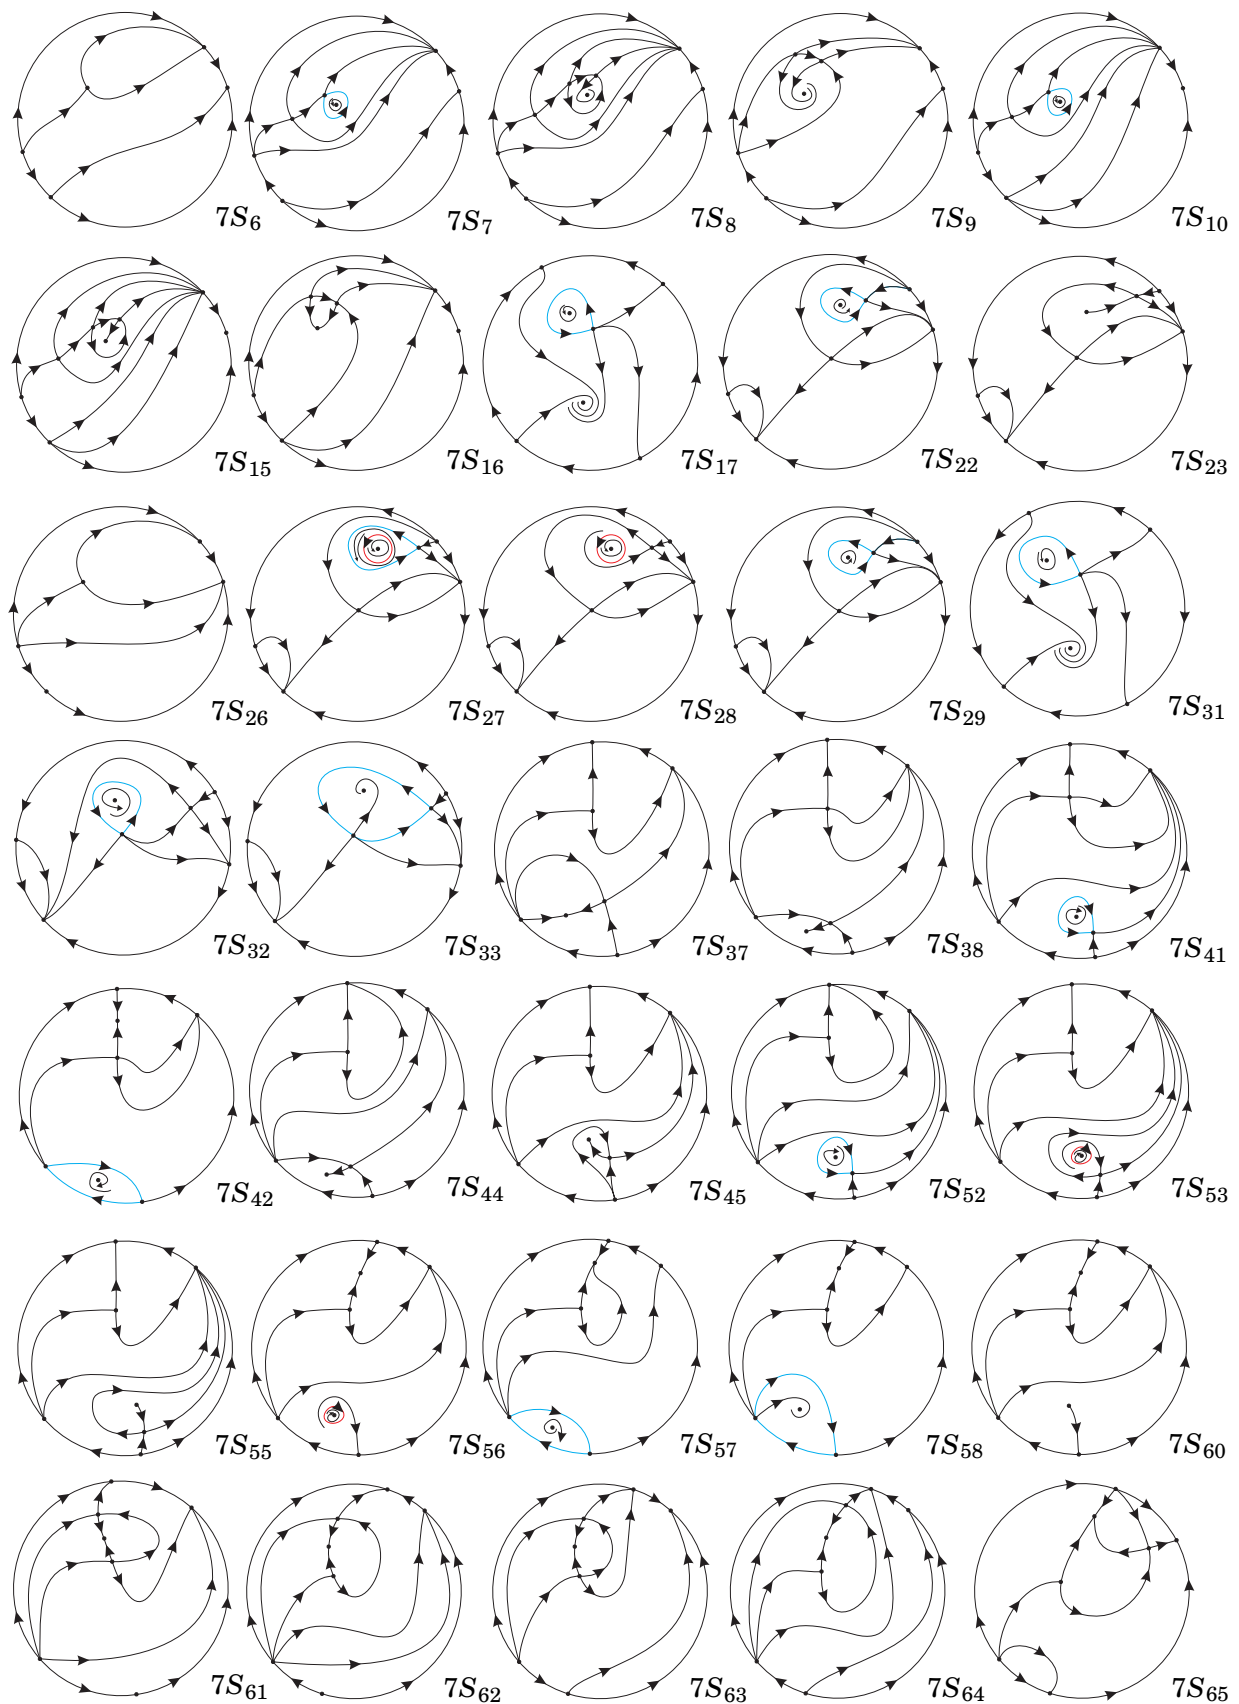 7S₆ 7S₇ 7S₈ 7S₉ 7S₁₀
7S₁₅ 7S₁₆ 7S₁₇ 7S₂₂ 7S₂₃
7S₂₆ 7S₂₇ 7S₂₈ 7S₂₉ 7S₃₁
7S₃₂ 7S₃₃ 7S₃₇ 7S₃₈ 7S₄₁
7S₄₂ 7S₄₄ 7S₄₅ 7S₅₂ 7S₅₃
7S₅₅ 7S₅₆ 7S₅₇ 7S₅₈ 7S₆₀
7S₆₁ 7S₆₂ 7S₆₃ 7S₆₄ 7S₆₅